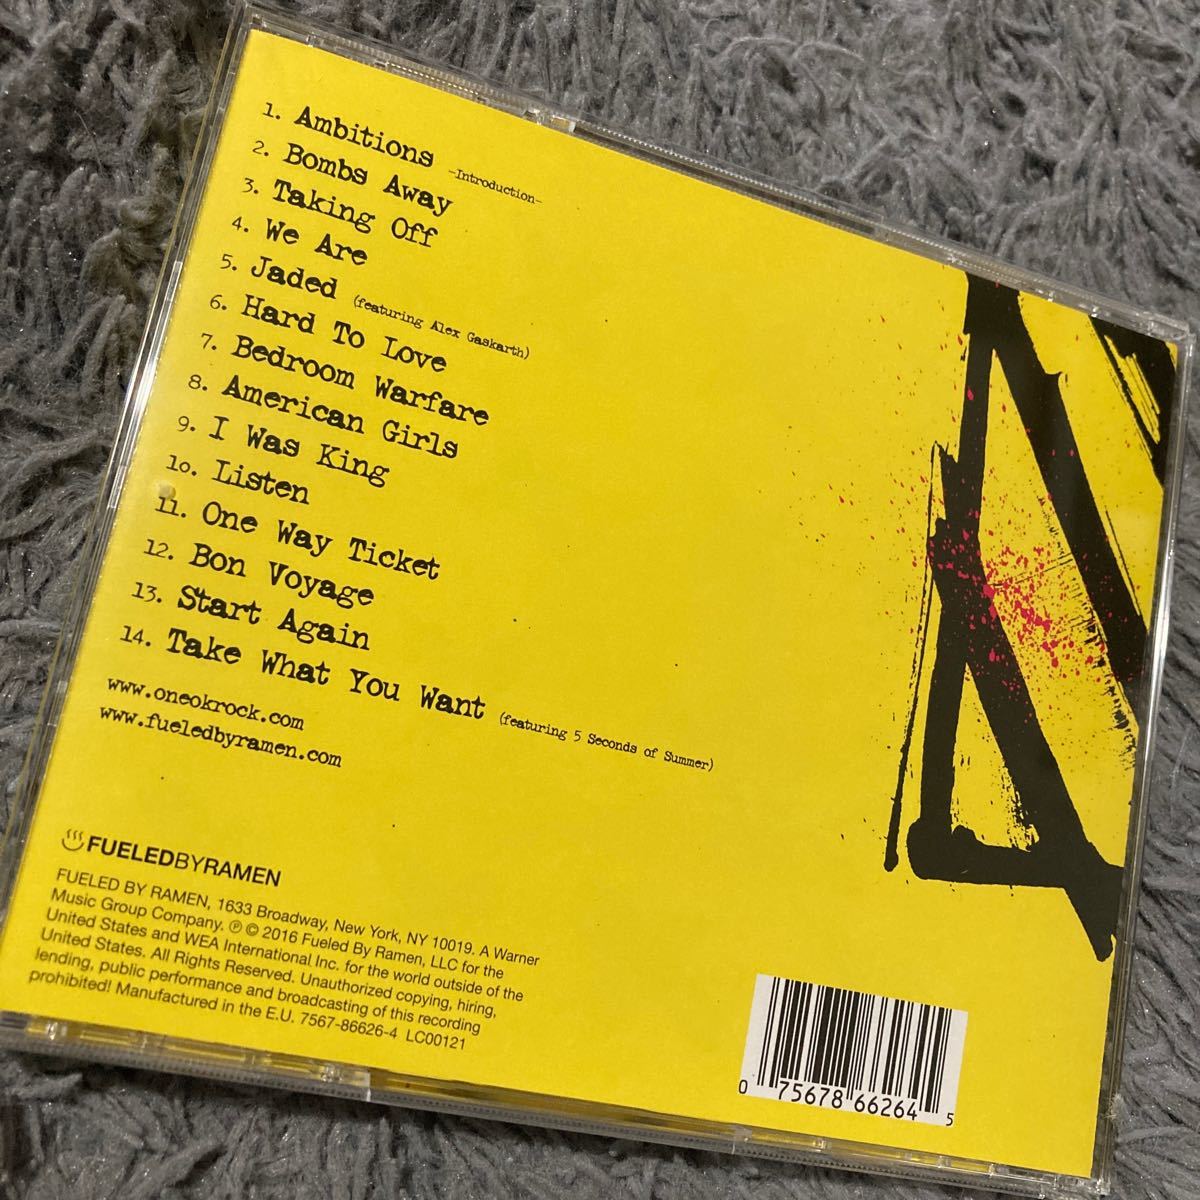 1. Ambitions -Introduction-
2. Bombs Away
3. Taking Off
4. We Are
5. Jaded (featuring Alex Gaskarth)
6. Hard To Love
7. Bedroom Warfare
8. American Girls
9. I Was King
10. Listen
11. One Way Ticket
12. Bon Voyage
13. Start Again
14. Take What You Want (featuring 5 Seconds of Summer)
www.oneokrock.com
www.fueledbyramen.com
FUELEDBYRAMEN
FUELED BY RAMEN, 1633 Broadway, New York, NY 10019. A Warner
Music Group Company. ℗ © 2016 Fueled By Ramen, LLC for the
United States and WEA International Inc. for the world outside of the
United States. All Rights Reserved. Unauthorized copying, hiring,
lending, public performance and broadcasting of this recording
prohibited! Manufactured in the E.U. 7567-86626-4 LC00121
0 75678 66264 5